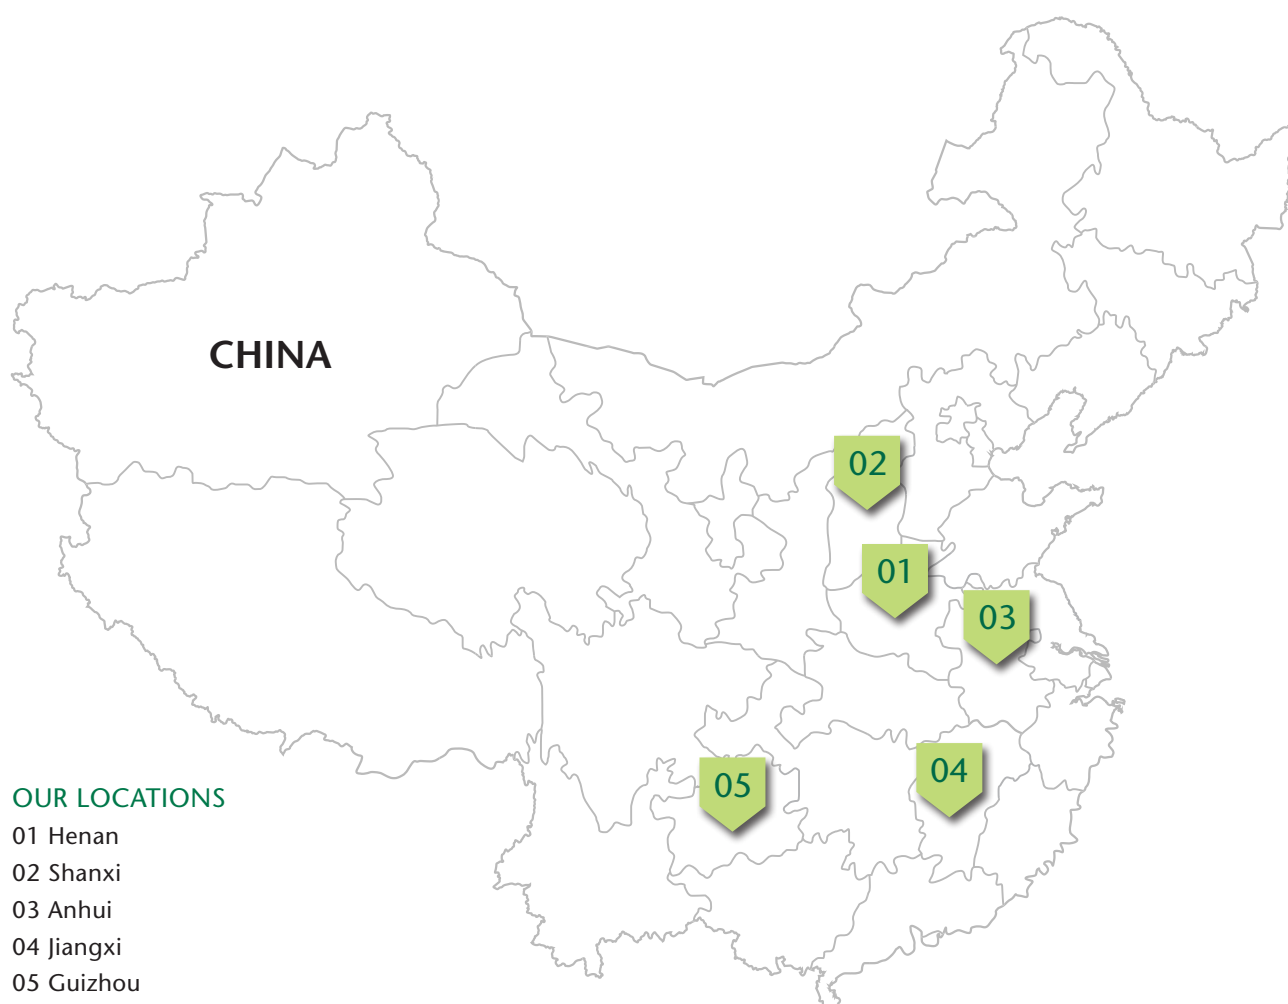 CHINA
02
01
03
04
05
OUR LOCATIONS
01 Henan
02 Shanxi
03 Anhui
04 Jiangxi
05 Guizhou